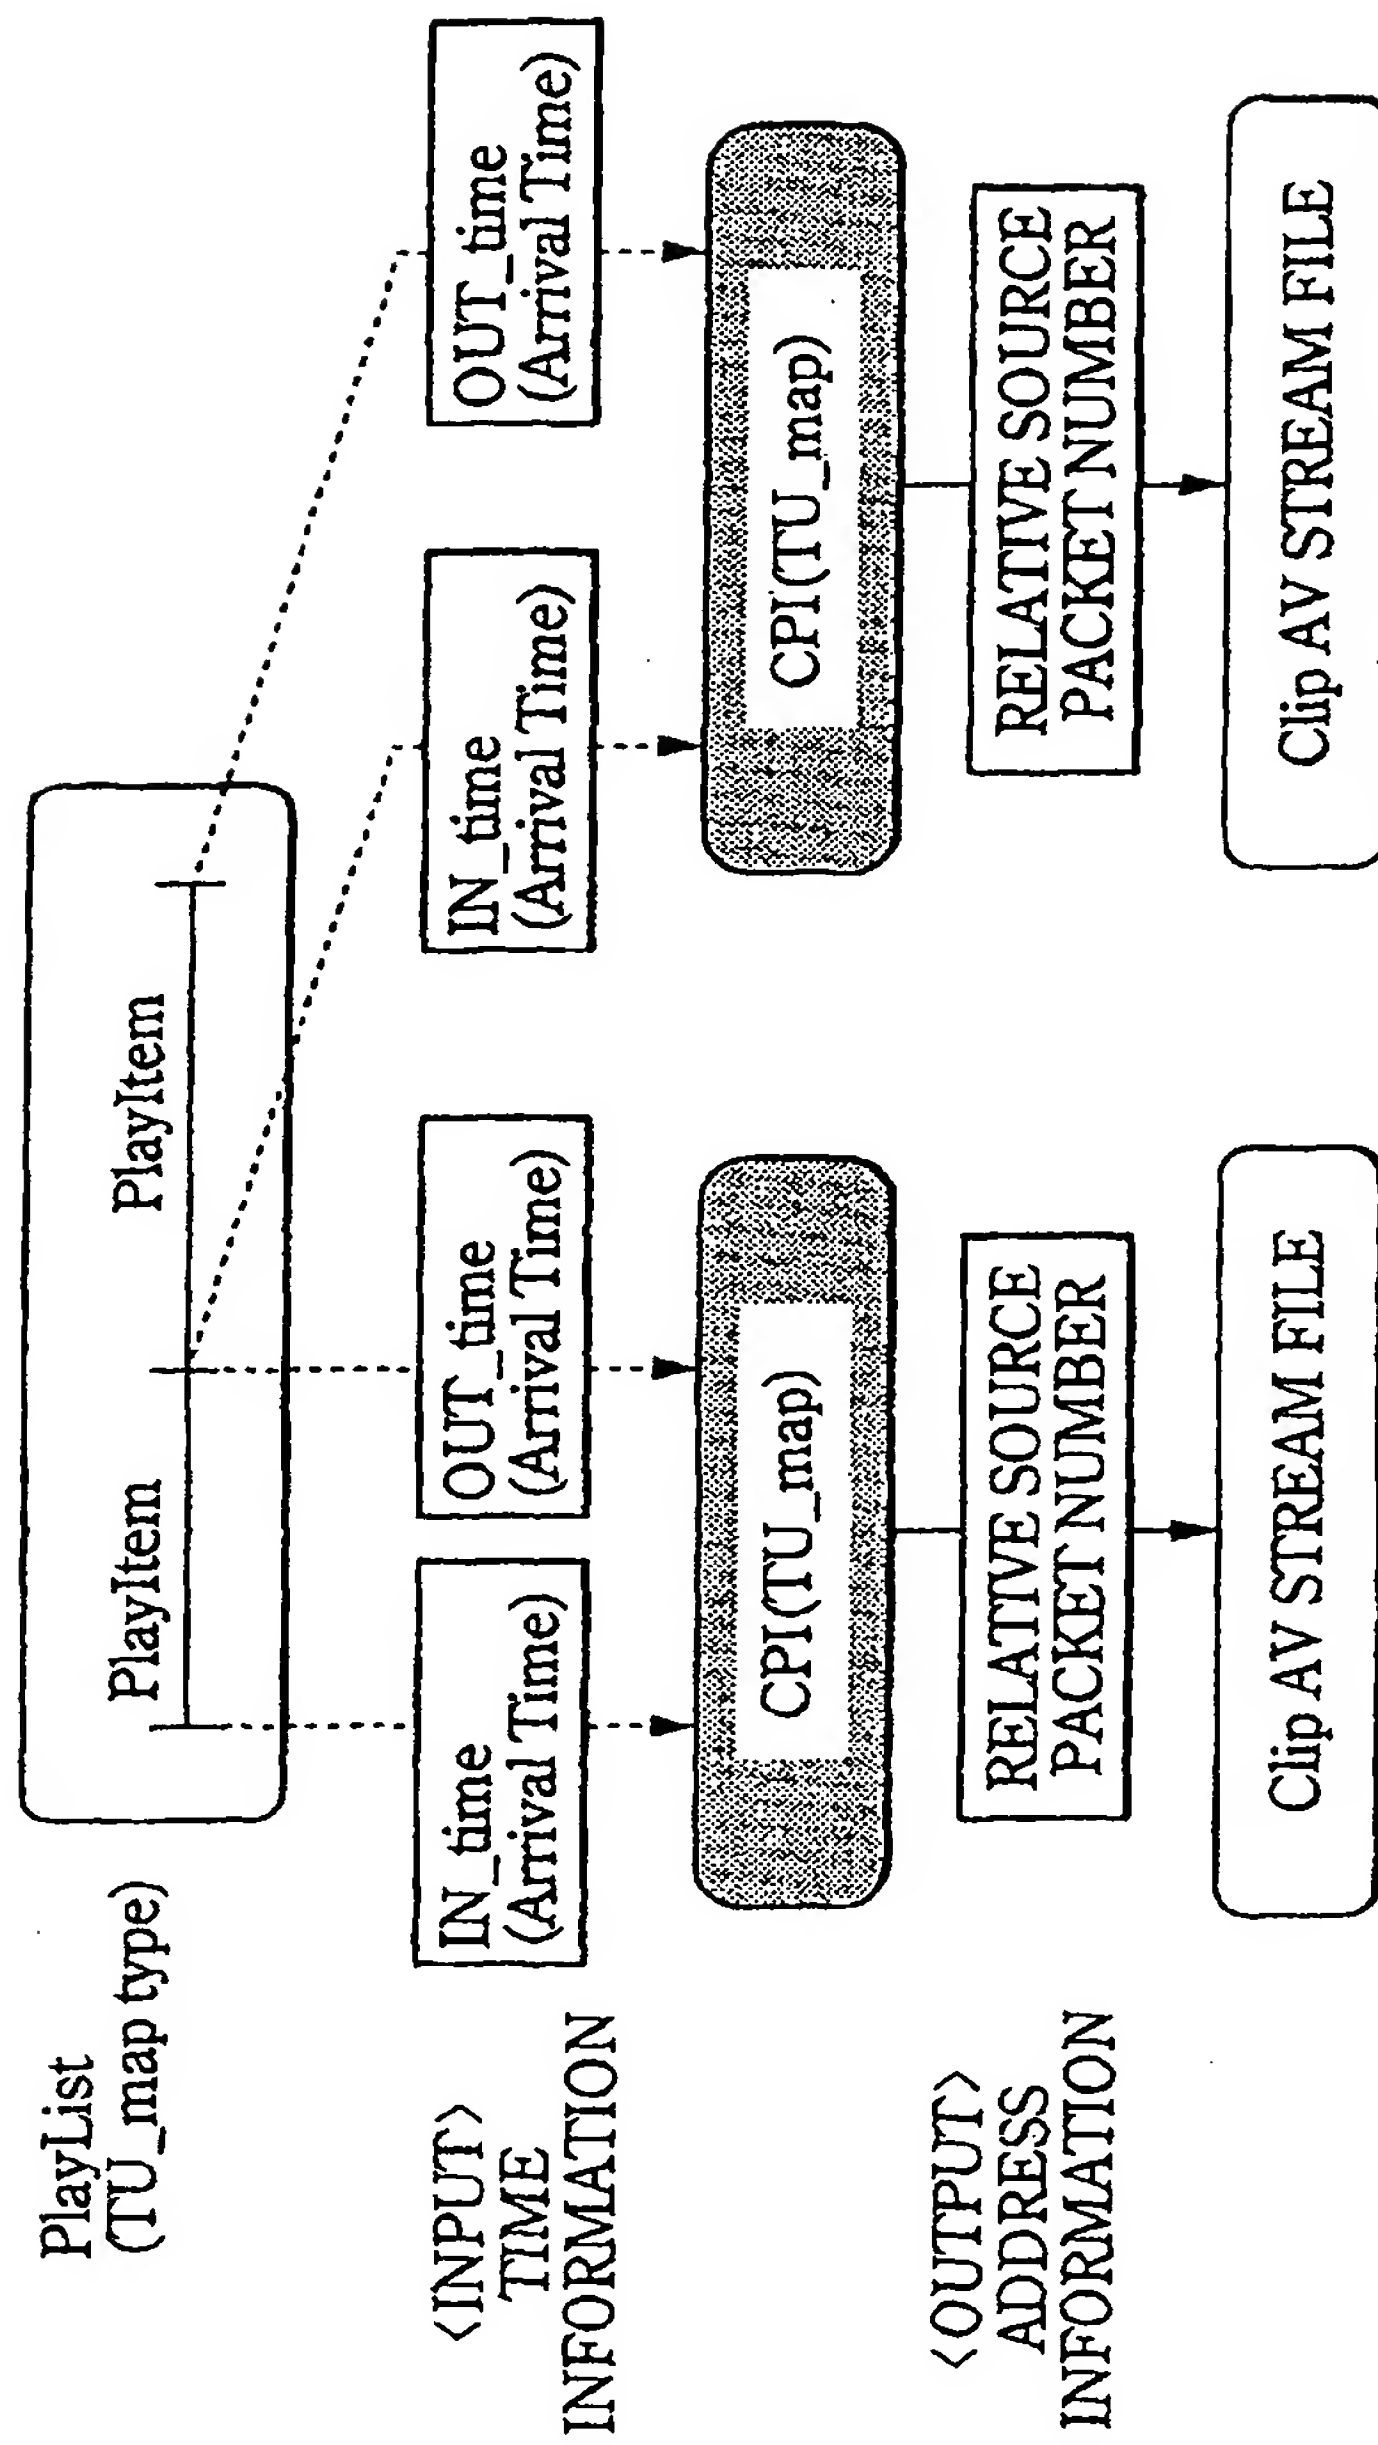 PlayList
(TU_map type)
PlayItem
PlayItem
<INPUT>
TIME
INFORMATION
IN_time
(Arrival Time)
OUT_time
(Arrival Time)
IN_time
(Arrival Time)
OUT_time
(Arrival Time)
CPI(TU_map)
CPI(TU_map)
<OUTPUT>
ADDRESS
INFORMATION
RELATIVE SOURCE
PACKET NUMBER
RELATIVE SOURCE
PACKET NUMBER
Clip AV STREAM FILE
Clip AV STREAM FILE